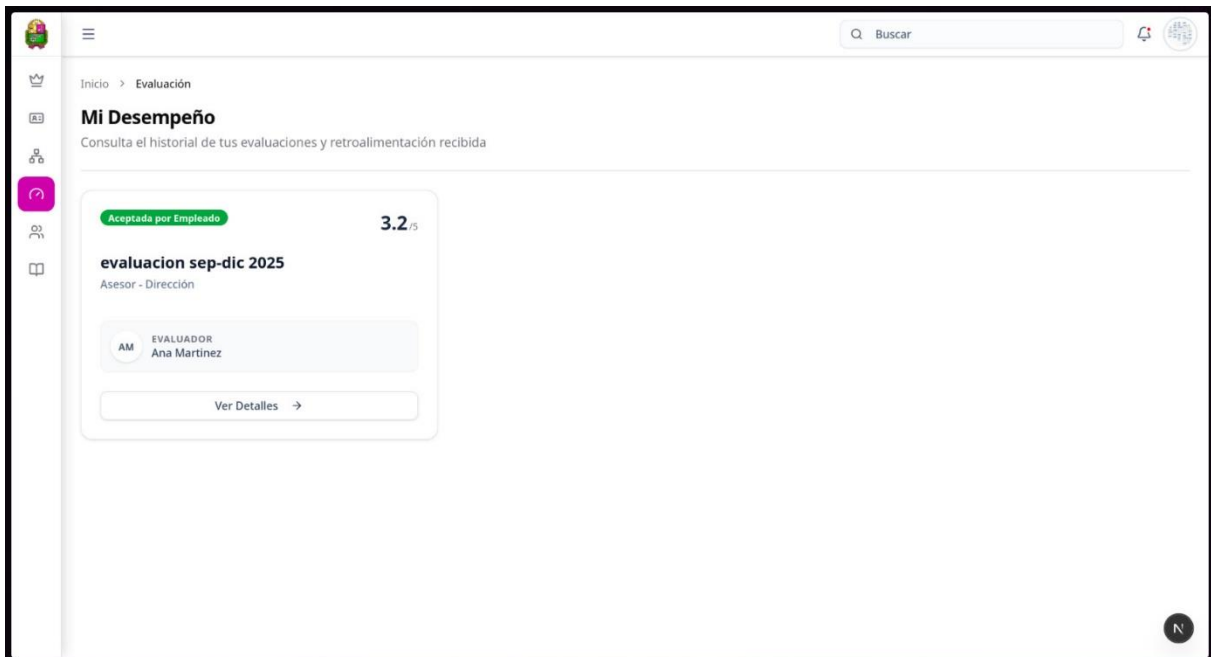 Buscar
Inicio > Evaluación
Mi Desempeño
Consulta el historial de tus evaluaciones y retroalimentación recibida
Aceptada por Empleado
3.2/5
evaluacion sep-dic 2025
Asesor - Dirección
AM
EVALUADOR
Ana Martinez
Ver Detalles →
N